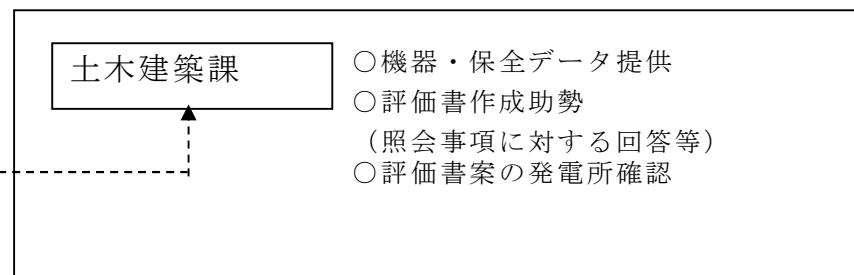 土木建築課
○機器・保全データ提供
○評価書作成助勢
（照会事項に対する回答等）
○評価書案の発電所確認